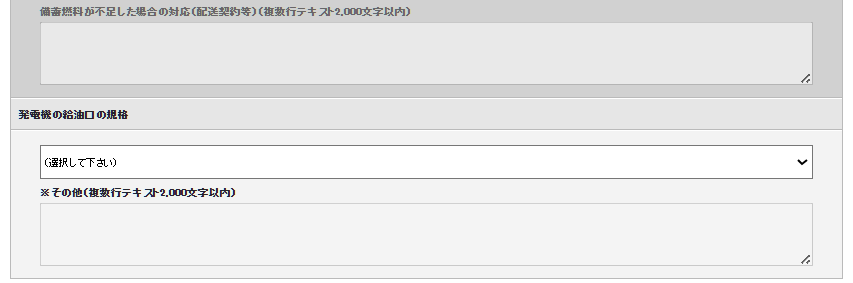 備蓄燃料が不足した場合の対応(配送契約等)(複数行テキスト2,000文字以内)
発電機の給油口の規格
(選択して下さい)
※その他(複数行テキスト2,000文字以内)